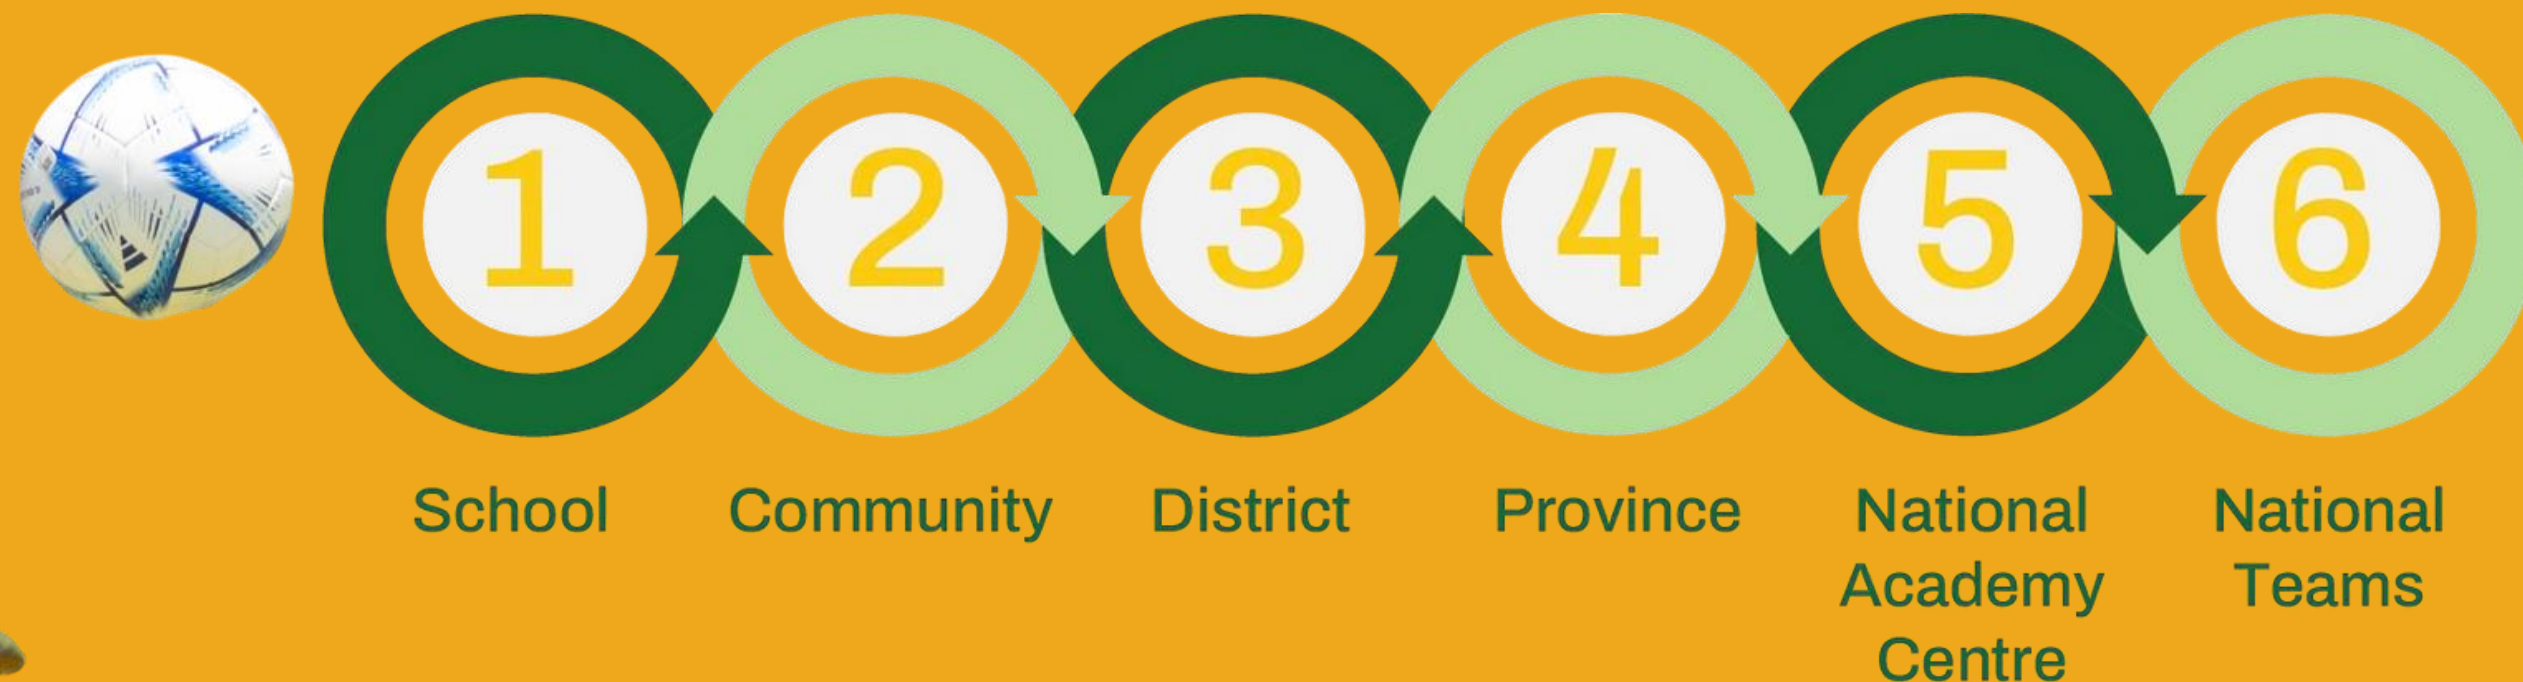 1
2
3
4
5
6
School
Community
District
Province
National
Academy
Centre
National
Teams